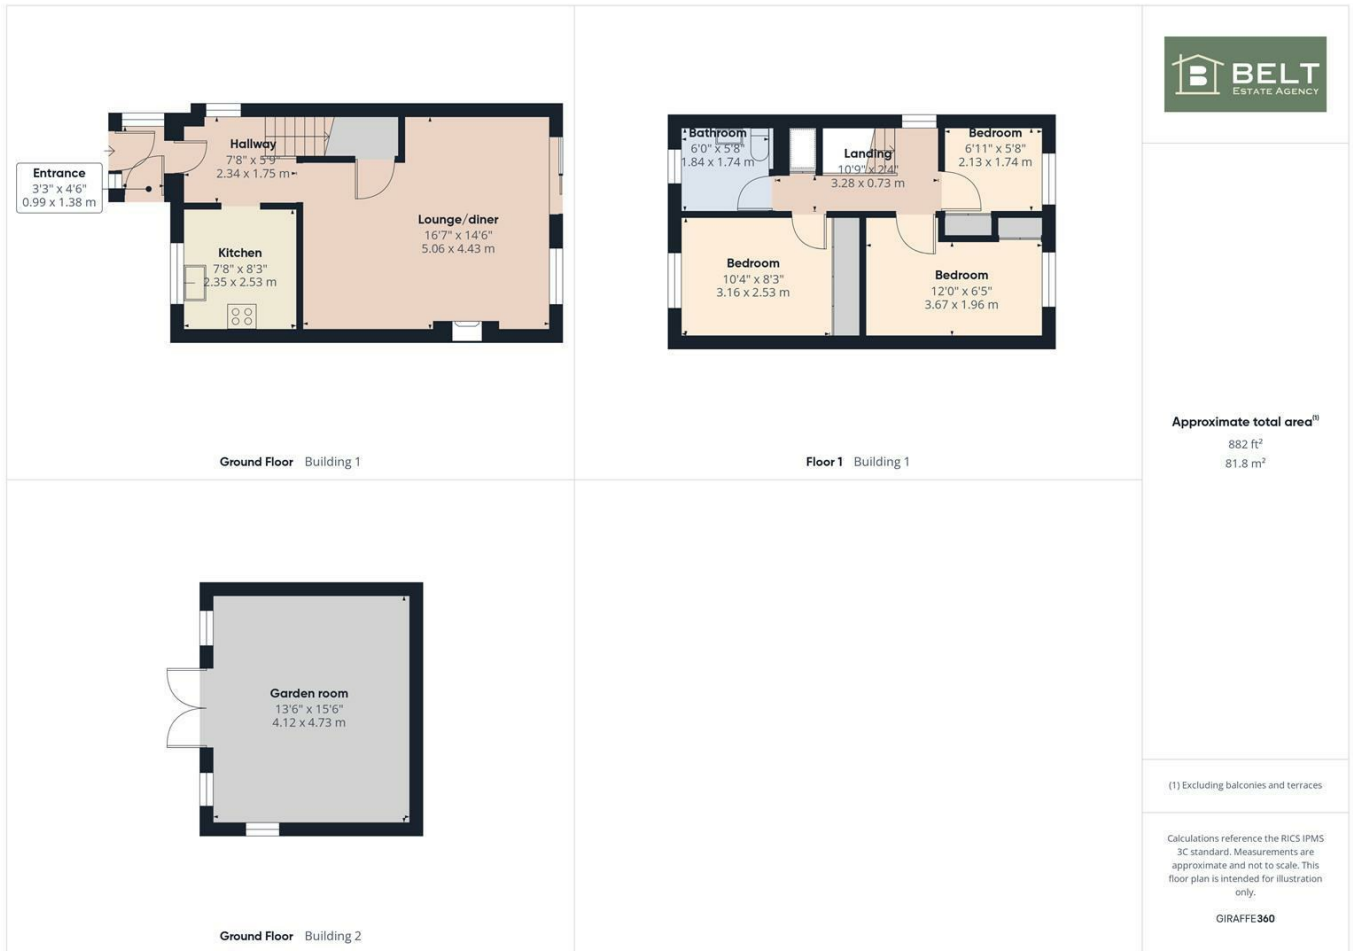 Entrance
3'3" x 4'6"
0.99 x 1.38 m
Hallway
7'8" x 5'9"
2.34 x 1.75 m
Kitchen
7'8" x 8'3"
2.35 x 2.53 m
Lounge/diner
16'7" x 14'6"
5.06 x 4.43 m
Ground Floor Building 1
Bathroom
6'0" x 5'8"
1.84 x 1.74 m
Landing
10'9" x 2'4"
3.28 x 0.73 m
Bedroom
6'11" x 5'8"
2.13 x 1.74 m
Bedroom
10'4" x 8'3"
3.16 x 2.53 m
Bedroom
12'0" x 6'5"
3.67 x 1.96 m
Floor 1 Building 1
Garden room
13'6" x 15'6"
4.12 x 4.73 m
Ground Floor Building 2
B BELT
ESTATE AGENCY
Approximate total area(1)
882 ft²
81.8 m²
(1) Excluding balconies and terraces
Calculations reference the RICS IPMS
3C standard. Measurements are
approximate and not to scale. This
floor plan is intended for illustration
only.
GIRAFFE360